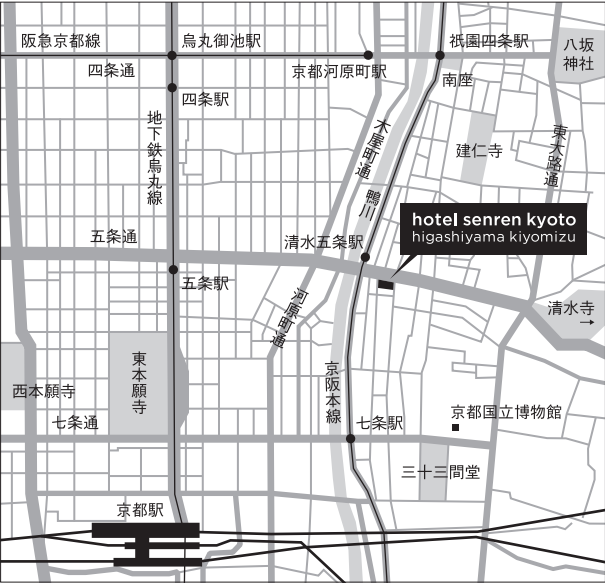 阪急京都線
烏丸御池駅
祇園四条駅
八坂
神社
四条通
京都河原町駅
南座
四条駅
地下鉄烏丸線
木屋町通
鴨川
建仁寺
東大路通
hotel senren kyoto
higashiyama kiyomizu
五条通
清水五条駅
五条駅
河原町通
清水寺
→
東本願寺
西本願寺
京阪本線
七条通
七条駅
京都国立博物館
三十三間堂
京都駅